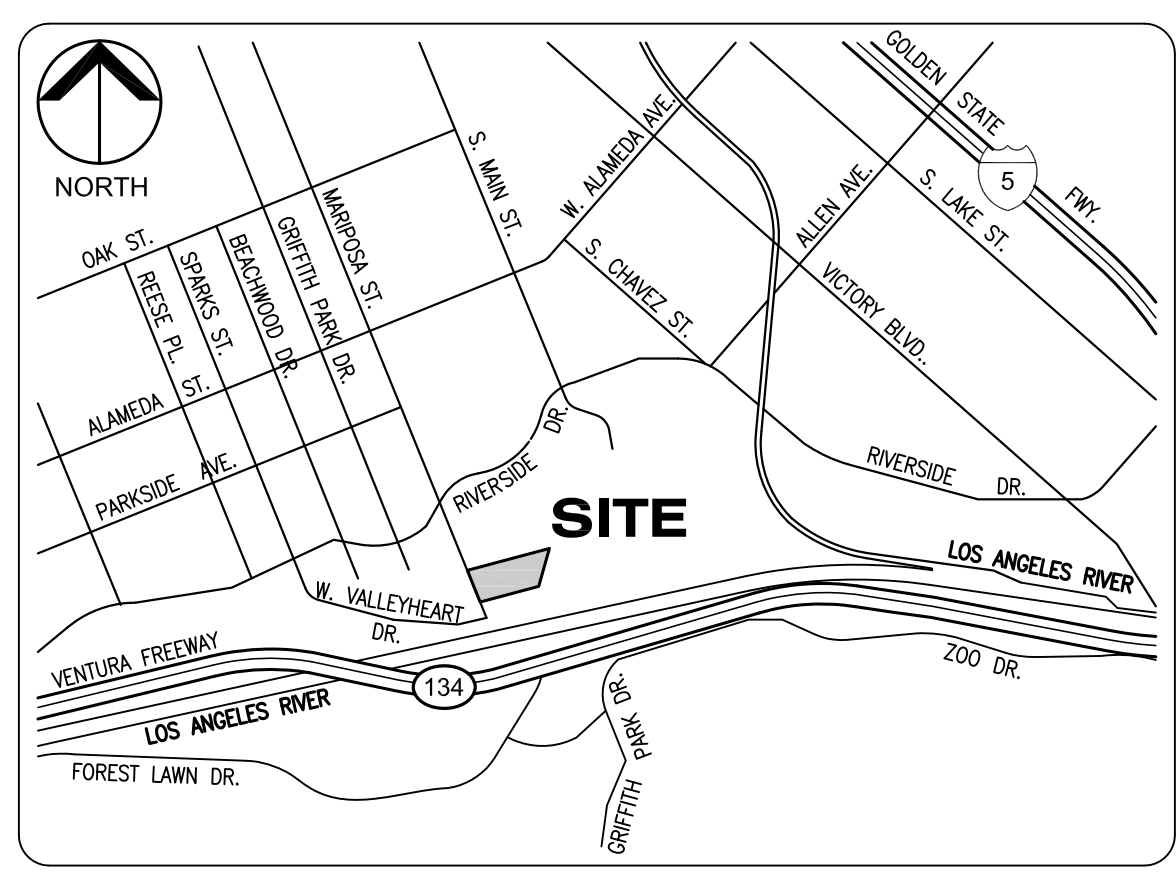 NORTH
GOLDEN STATE FWY.
5
S. MAIN ST.
W. ALAMEDA AVE.
ALLEN AVE.
S. LAKE ST.
OAK ST.
REESE PL.
SPARKS ST.
BEACHWOOD DR.
GRIFFITH PARK DR.
MARIPOSA ST.
S. CHAVEZ ST.
VICTORY BLVD..
ALAMEDA ST.
PARKSIDE AVE.
RIVERSIDE DR.
RIVERSIDE DR.
SITE
LOS ANGELES RIVER
W. VALLEYHEART
DR.
VENTURA FREEWAY
134
ZOO DR.
LOS ANGELES RIVER
FOREST LAWN DR.
GRIFFITH PARK DR.